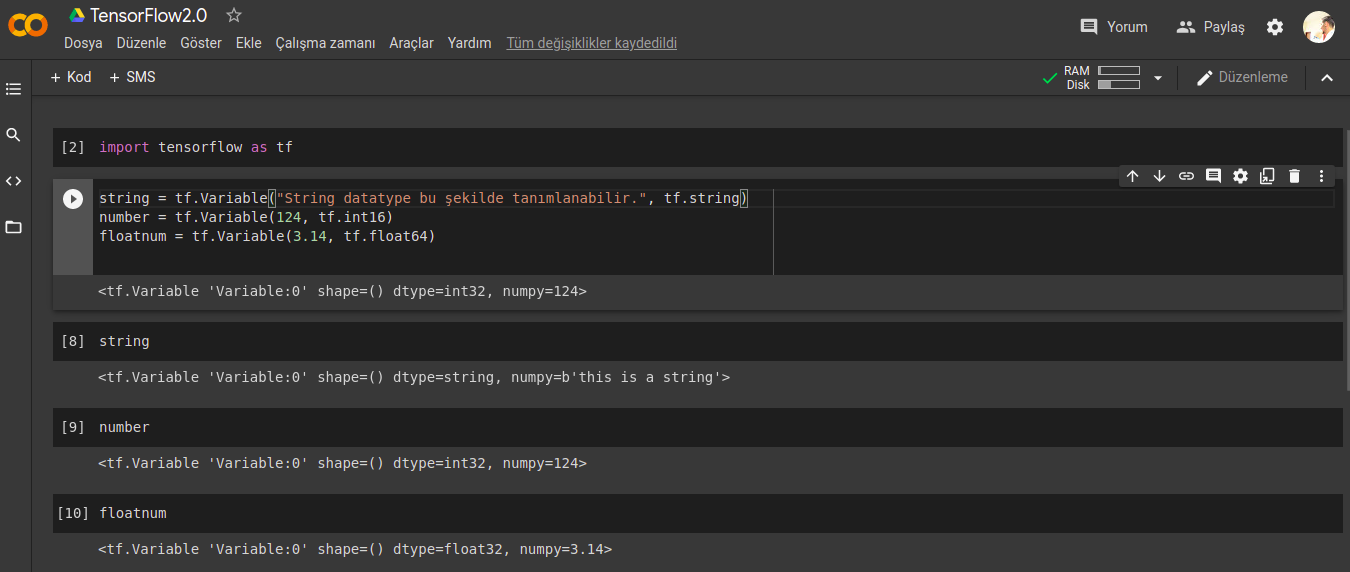 TensorFlow2.0
Dosya Düzenle Göster Ekle Çalışma zamanı Araçlar Yardım Tüm değişiklikler kaydedildi
Yorum Paylaş
+ Kod + SMS
RAM
Disk
Düzenleme
[2] import tensorflow as tf
string = tf.Variable("String datatype bu şekilde tanımlanabilir.", tf.string)
number = tf.Variable(124, tf.int16)
floatnum = tf.Variable(3.14, tf.float64)
<tf.Variable 'Variable:0' shape=() dtype=int32, numpy=124>
[8] string
<tf.Variable 'Variable:0' shape=() dtype=string, numpy=b'this is a string'>
[9] number
<tf.Variable 'Variable:0' shape=() dtype=int32, numpy=124>
[10] floatnum
<tf.Variable 'Variable:0' shape=() dtype=float32, numpy=3.14>